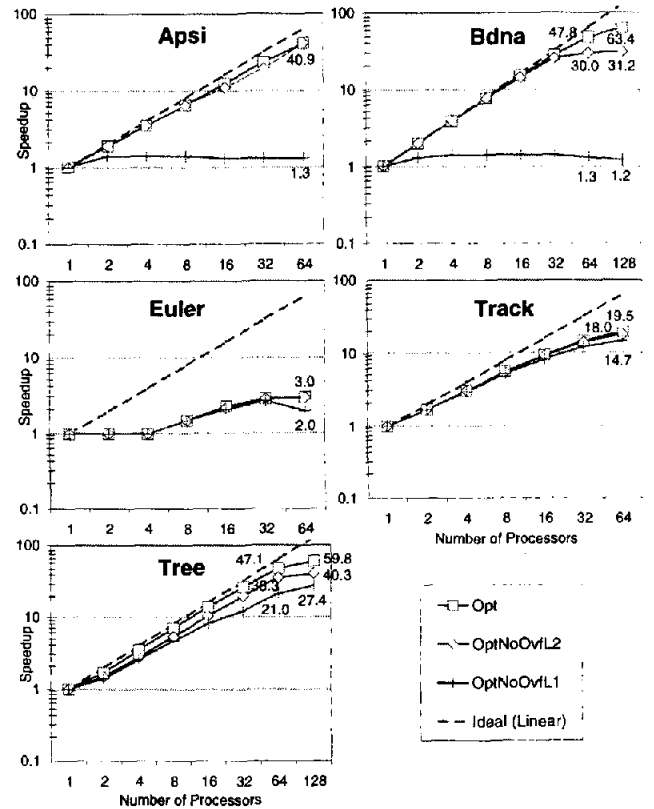 Apsi
Speedup
100
10
1
0.1
40.9
1.3
1 2 4 8 16 32 64
Bdna
100
10
1
0.1
47.8
63.4
30.0 31.2
1.3 1.2
1 2 4 8 16 32 64 128
Euler
Speedup
100
10
1
0.1
3.0
2.0
1 2 4 8 16 32 64
Track
100
10
1
0.1
19.5
18.0
14.7
1 2 4 8 16 32 64
Number of Processors
Tree
Speedup
100
10
1
0.1
47.1
59.8
40.3
21.0 27.4
1 2 4 8 16 32 64 128
Number of Processors
Opt
OptNoOvfL2
OptNoOvfL1
Ideal (Linear)